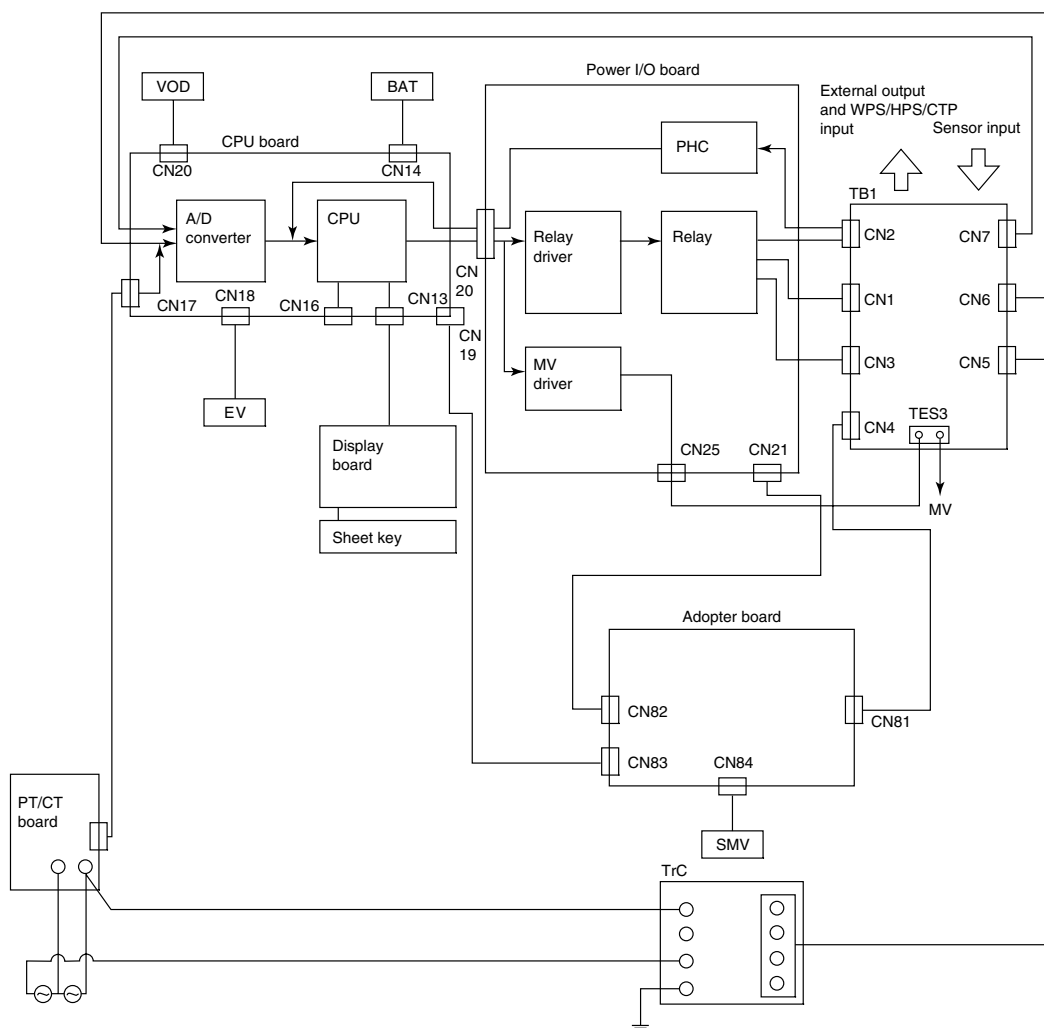 Power I/O board
External output
and WPS/HPS/CTP
input
Sensor input
VOD
BAT
CPU board
CN20
CN14
PHC
TB1
A/D
converter
CPU
Relay
driver
Relay
CN2
CN7
CN
20
CN17
CN18
CN16
CN13
CN
19
CN1
CN6
MV
driver
CN3
CN5
EV
CN4
TES3
Display
board
CN25
CN21
MV
Sheet key
Adopter board
CN82
CN81
CN83
CN84
PT/CT
board
SMV
TrC